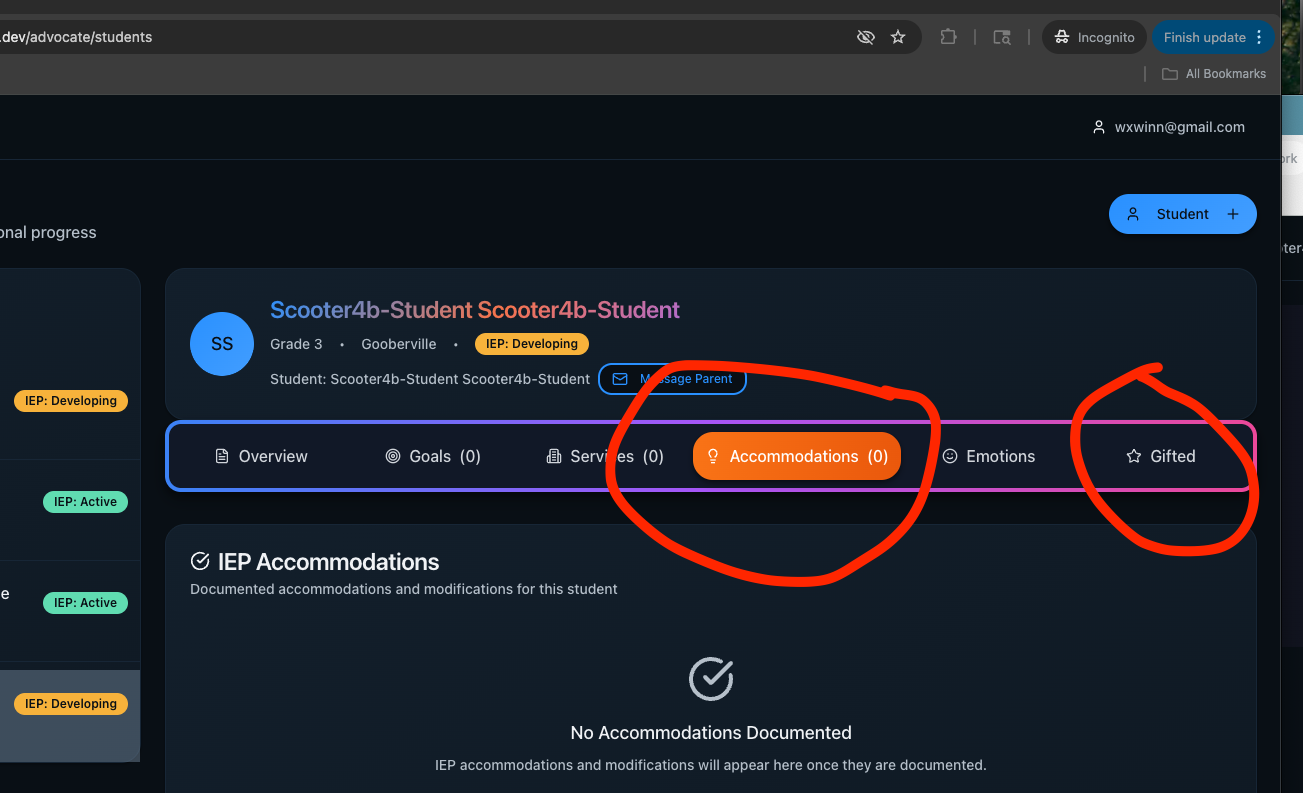 .dev/advocate/students
Incognito
Finish update
All Bookmarks
wxwinn@gmail.com
ork
Student +
onal progress
ter
Scooter4b-Student Scooter4b-Student
SS
Grade 3 • Gooberville • IEP: Developing
Student: Scooter4b-Student Scooter4b-Student
Message Parent
IEP: Developing
Overview
Goals (0)
Services (0)
Accommodations (0)
Emotions
Gifted
IEP: Active
IEP Accommodations
Documented accommodations and modifications for this student
e
IEP: Active
IEP: Developing
No Accommodations Documented
IEP accommodations and modifications will appear here once they are documented.